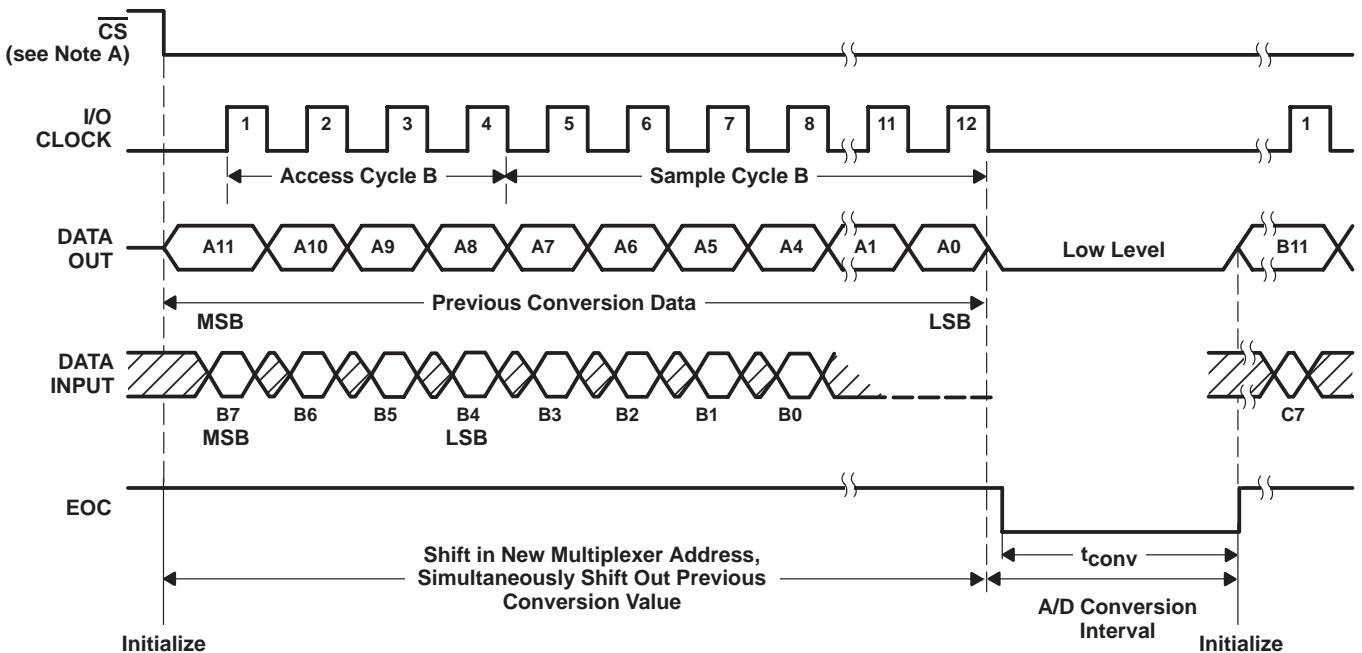 CS
(see Note A)
I/O
CLOCK
1 2 3 4 5 6 7 8 11 12 1
Access Cycle B Sample Cycle B
DATA
OUT
A11 A10 A9 A8 A7 A6 A5 A4 A1 A0 Low Level B11
Previous Conversion Data
MSB LSB
DATA
INPUT
B7 B6 B5 B4 B3 B2 B1 B0 C7
MSB LSB
EOC
tconv
Shift in New Multiplexer Address,
Simultaneously Shift Out Previous
Conversion Value
A/D Conversion
Interval
Initialize Initialize